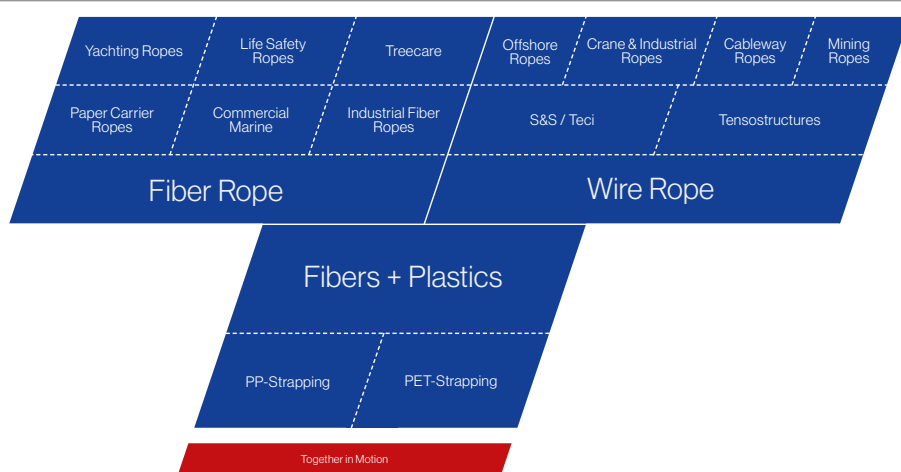 Yachting Ropes
Life Safety
Ropes
Treecare
Offshore
Ropes
Crane & Industrial
Ropes
Cableway
Ropes
Mining
Ropes
Paper Carrier
Ropes
Commercial
Marine
Industrial Fiber
Ropes
S&S / Teci
Tensostructures
Fiber Rope
Wire Rope
Fibers + Plastics
PP-Strapping
PET-Strapping
Together in Motion